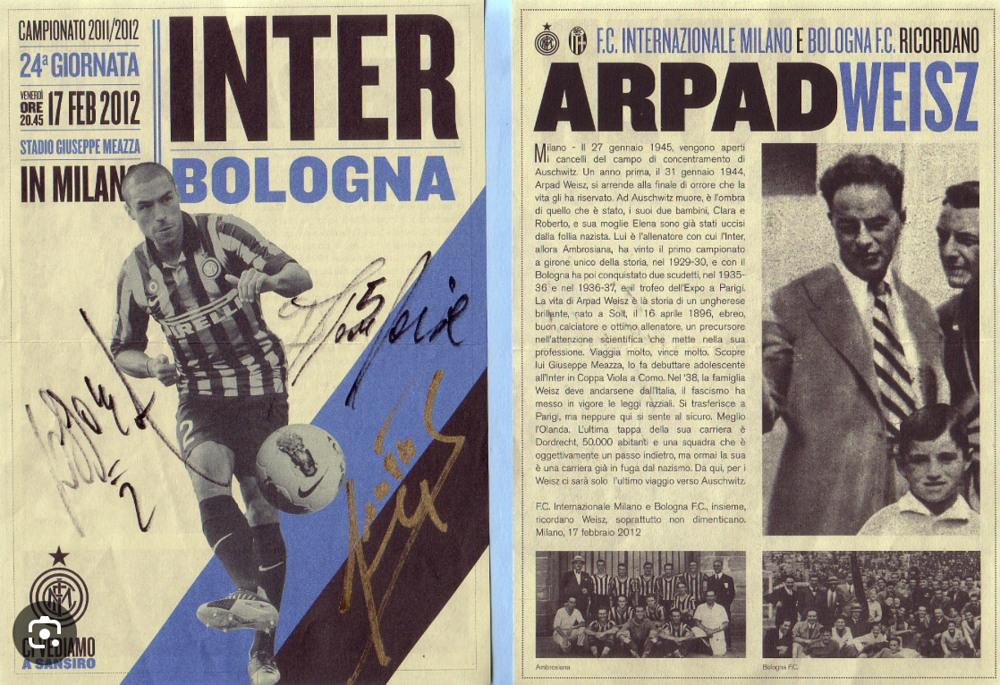 CAMPIONATO 2011/2012
24ª GIORNATA
VENERDÌ
ORE
20.45
17 FEB 2012
STADIO GIUSEPPE MEAZZA
IN MILANO
INTER
BOLOGNA
PIRELLI
2
15
2
CI VEDIAMO
A SANSIRO
F.C. INTERNAZIONALE MILANO E BOLOGNA F.C. RICORDANO
ARPAD WEISZ
Milano - Il 27 gennaio 1945, vengono aperti
i cancelli del campo di concentramento di
Auschwitz. Un anno prima, il 31 gennaio 1944,
Arpad Weisz, si arrende alla finale di orrore che la
vita gli ha riservato. Ad Auschwitz muore, è l'ombra
di quello che è stato, i suoi due bambini, Clara e
Roberto, e sua moglie Elena sono già stati uccisi
dalla follia nazista. Lui è l'allenatore con cui l'Inter,
allora Ambrosiana, ha vinto il primo campionato
a girone unico della storia, nel 1929-30, e con il
Bologna ha poi conquistato due scudetti, nel 1935-
36 e nel 1936-37, e il trofeo dell'Expo a Parigi.
La vita di Arpad Weisz è là storia di un ungherese
brillante, nato a Solt, il 16 aprile 1896, ebreo,
buon calciatore e ottimo allenatore, un precursore
nell'attenzione scientifica che mette nella sua
professione. Viaggia molto, vince molto. Scopre
lui Giuseppe Meazza, lo fa debuttare adolescente
all'Inter in Coppa Viola a Como. Nel '38, la famiglia
Weisz deve andarsene dall'Italia, il fascismo ha
messo in vigore le leggi razziali. Si trasferisce a
Parigi, ma neppure qui si sente al sicuro. Meglio
l'Olanda. L'ultima tappa della sua carriera è
Dordrecht, 50.000 abitanti e una squadra che è
oggettivamente un passo indietro, ma ormai la sua
è una carriera già in fuga dal nazismo. Da qui, per i
Weisz ci sarà solo l'ultimo viaggio verso Auschwitz.
F.C. Internazionale Milano e Bologna F.C., insieme,
ricordano Weisz, soprattutto non dimenticano.
Milano, 17 febbraio 2012
Ambrosiana
Bologna F.C.